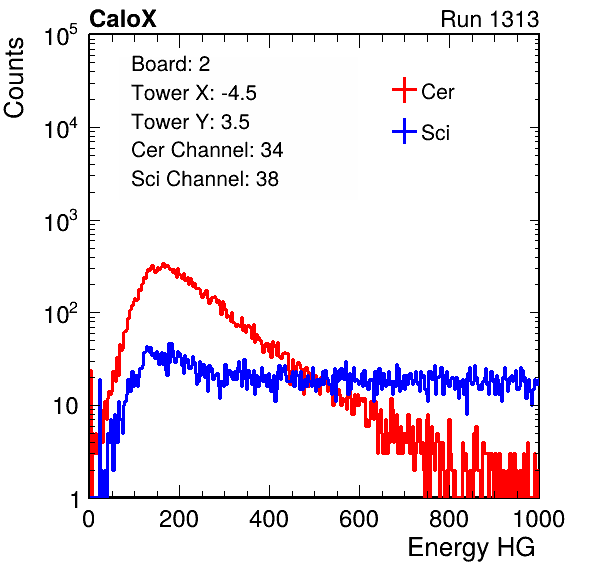 CaloX Run 1313
Counts
10^5
10^4
10^3
10^2
10
1
Board: 2
Tower X: -4.5
Tower Y: 3.5
Cer Channel: 34
Sci Channel: 38
Cer
Sci
0 200 400 600 800 1000
Energy HG